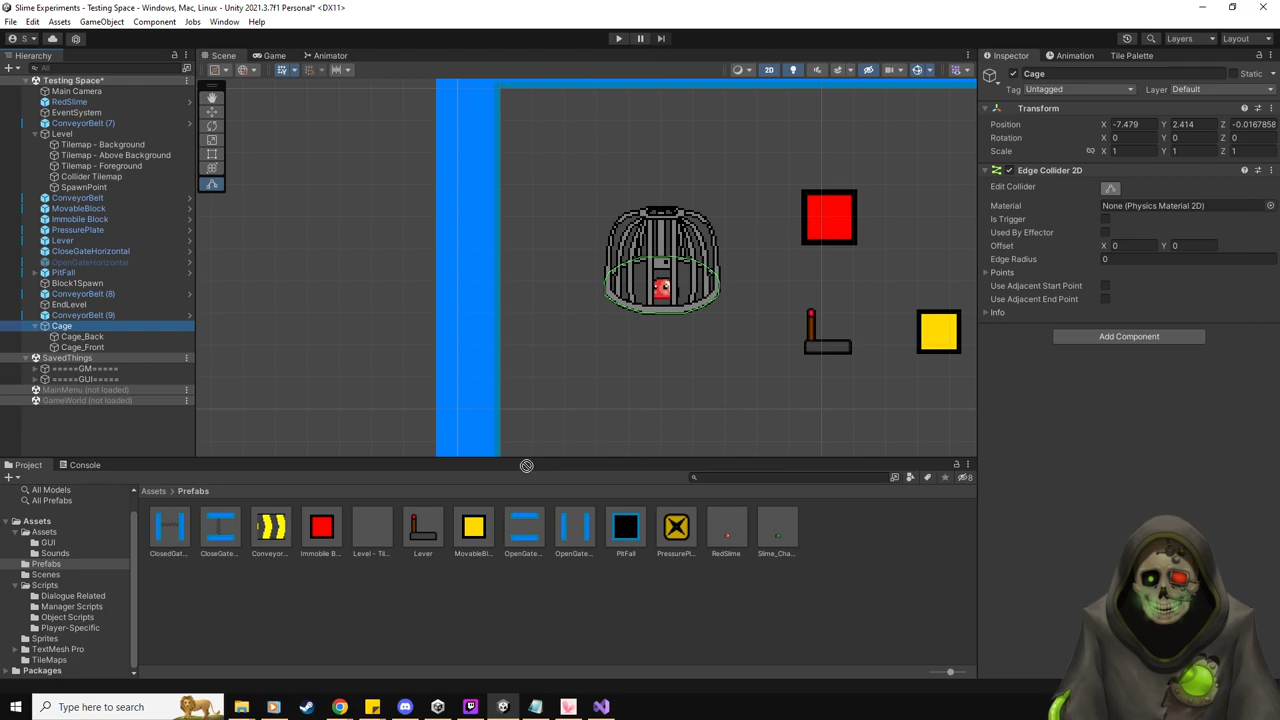 Slime Experiments - Testing Space - Windows, Mac, Linux - Unity 2021.3.7f1 Personal* <DX11>
File Edit Assets GameObject Component Jobs Window Help
S Layers Layout
Hierarchy
All
Testing Space*
Main Camera
RedSlime
EventSystem
ConveyorBelt (7)
Level
Tilemap - Background
Tilemap - Above Background
Tilemap - Foreground
Collider Tilemap
SpawnPoint
ConveyorBelt
MovableBlock
Immobile Block
PressurePlate
Lever
CloseGateHorizontal
OpenGateHorizontal
PitFall
Block1Spawn
ConveyorBelt (8)
EndLevel
ConveyorBelt (9)
Cage
Cage_Back
Cage_Front
SavedThings
=====GM=====
=====GUI=====
MainMenu (not loaded)
GameWorld (not loaded)
Scene Game Animator
2D
Inspector Animation Tile Palette
Cage Static
Tag Untagged Layer Default
Transform
Position X -7.479 Y 2.414 Z -0.0167858
Rotation X 0 Y 0 Z 0
Scale X 1 Y 1 Z 1
Edge Collider 2D
Edit Collider
Material None (Physics Material 2D)
Is Trigger
Used By Effector
Offset X 0 Y 0
Edge Radius 0
Points
Use Adjacent Start Point
Use Adjacent End Point
Info
Add Component
Project Console
8
All Models
All Prefabs
Assets
Assets
GUI
Sounds
Prefabs
Scenes
Scripts
Dialogue Related
Manager Scripts
Object Scripts
Player-Specific
Sprites
TextMesh Pro
TileMaps
Packages
Assets Prefabs
ClosedGat... CloseGate... Conveyor... Immobile B... Level - Til... Lever MovableBl... OpenGate... OpenGate... PitFall PressurePl... RedSlime Slime_Cha...
Type here to search